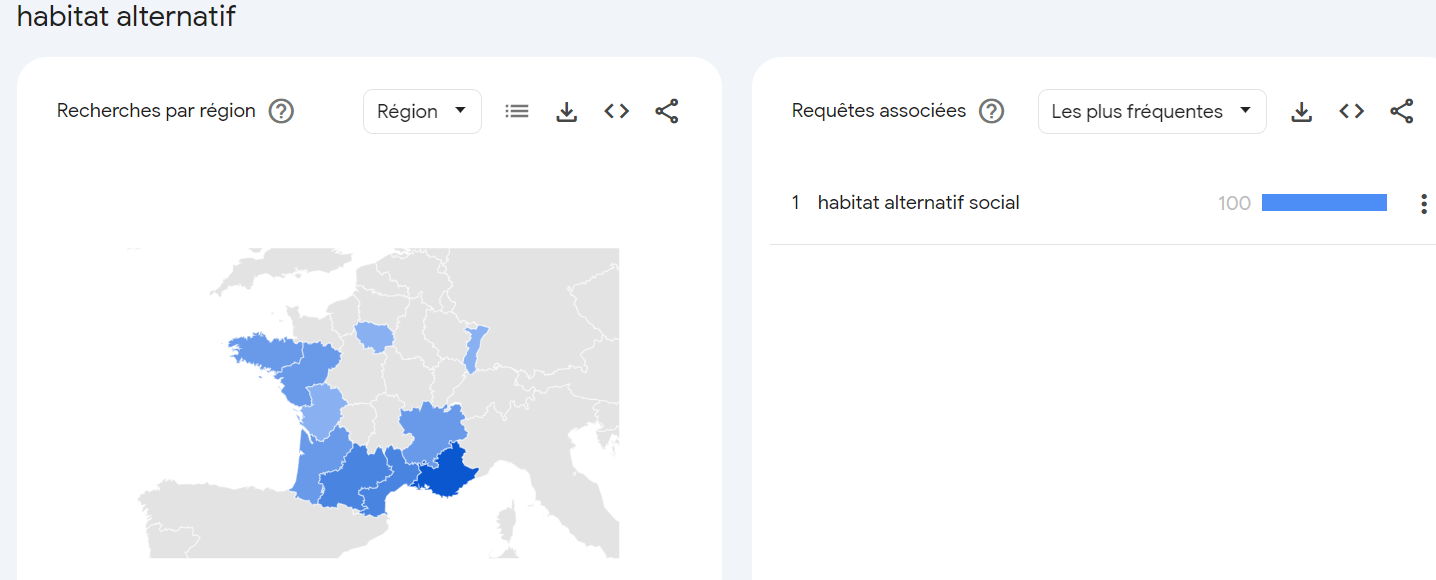 habitat alternatif
Recherches par région
Région
Requêtes associées
Les plus fréquentes
1 habitat alternatif social 100